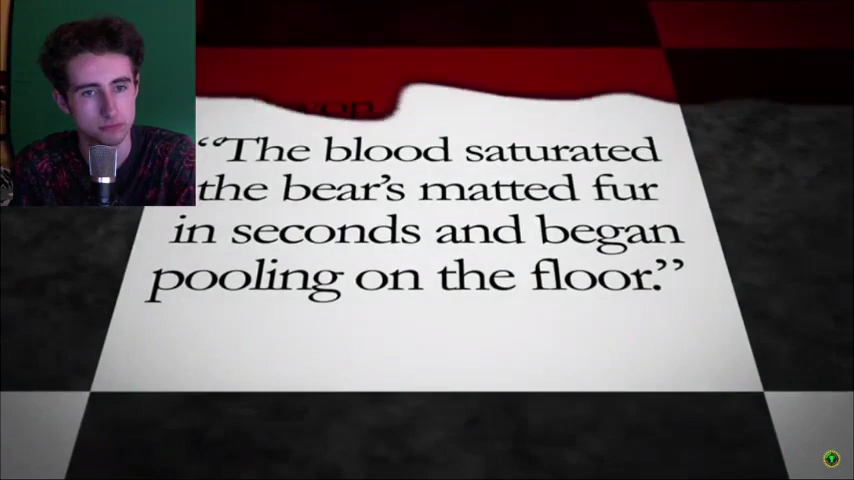 “The blood saturated
the bear’s matted fur
in seconds and began
pooling on the floor.”